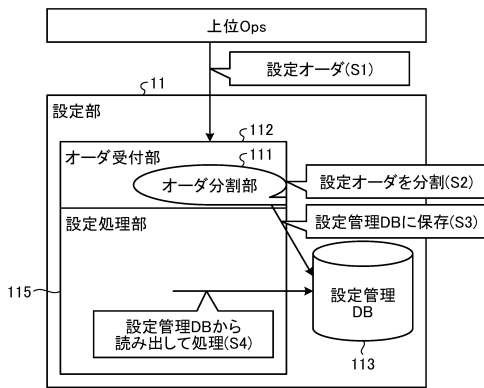 上位Ops
設定オーダ(S1)
11
設定部
112
オーダ受付部
111
オーダ分割部
設定オーダを分割(S2)
設定管理DBに保存(S3)
設定処理部
115
設定管理
DB
設定管理DBから
読み出して処理(S4)
113